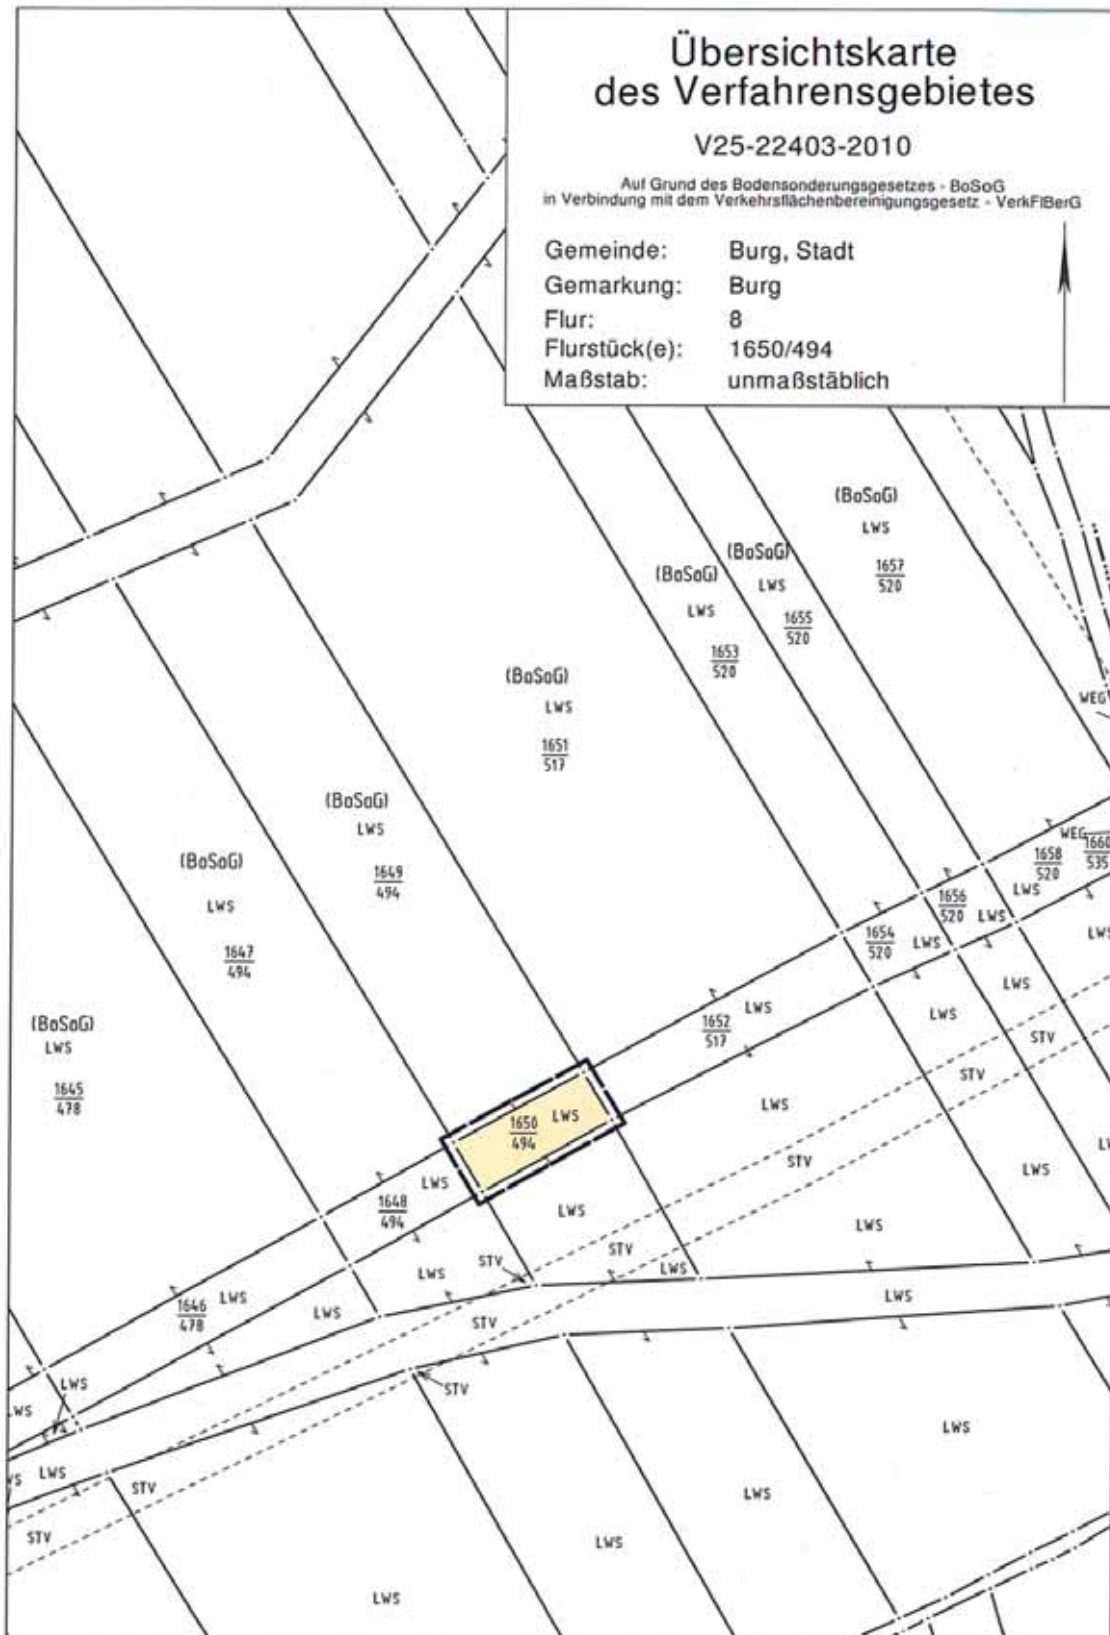 Übersichtskarte
des Verfahrensgebietes
V25-22403-2010
Auf Grund des Bodensonderungsgesetzes - BoSoG
in Verbindung mit dem Verkehrsflächenbereinigungsgesetz - VerkFlBerG
Gemeinde: Burg, Stadt
Gemarkung: Burg
Flur: 8
Flurstück(e): 1650/494
Maßstab: unmaßstäblich
(BoSoG)
LWS
1657
520
(BoSoG)
LWS
1655
520
(BoSoG)
LWS
1653
520
(BoSoG)
LWS
1651
517
WEG
(BoSoG)
LWS
1649
494
(BoSoG)
LWS
1647
494
WEG
1660
535
1658
520
LWS
1656
520
LWS
1654
520
LWS
LWS
LWS
LWS
(BoSoG)
LWS
1645
478
1652
517
LWS
STV
STV
LWS
1650
494
LWS
STV
LWS
LWS
1648
494
LWS
LWS
STV
LWS
STV
LWS
LWS
1646
478
LWS
LWS
STV
LWS
LWS
STV
LWS
LWS
LWS
STV
LWS
STV
LWS
LWS